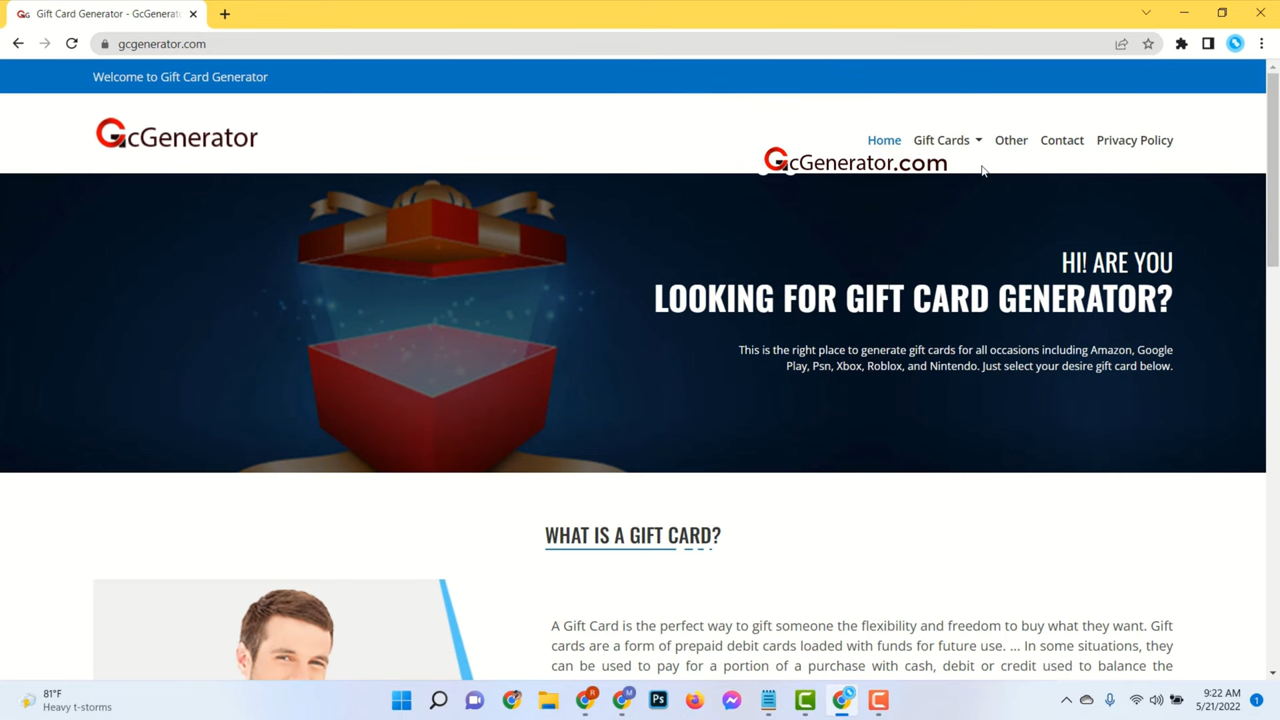 Gift Card Generator - GcGenerat
gcgenerator.com
Welcome to Gift Card Generator
GcGenerator
Home Gift Cards Other Contact Privacy Policy
GcGenerator.com
HI! ARE YOU
LOOKING FOR GIFT CARD GENERATOR?
This is the right place to generate gift cards for all occasions including Amazon, Google
Play, Psn, Xbox, Roblox, and Nintendo. Just select your desire gift card below.
WHAT IS A GIFT CARD?
A Gift Card is the perfect way to gift someone the flexibility and freedom to buy what they want. Gift
cards are a form of prepaid debit cards loaded with funds for future use. ... In some situations, they
can be used to pay for a portion of a purchase with cash, debit or credit used to balance the
81°F
Heavy t-storms
R
M
Ps
9:22 AM
5/21/2022
1